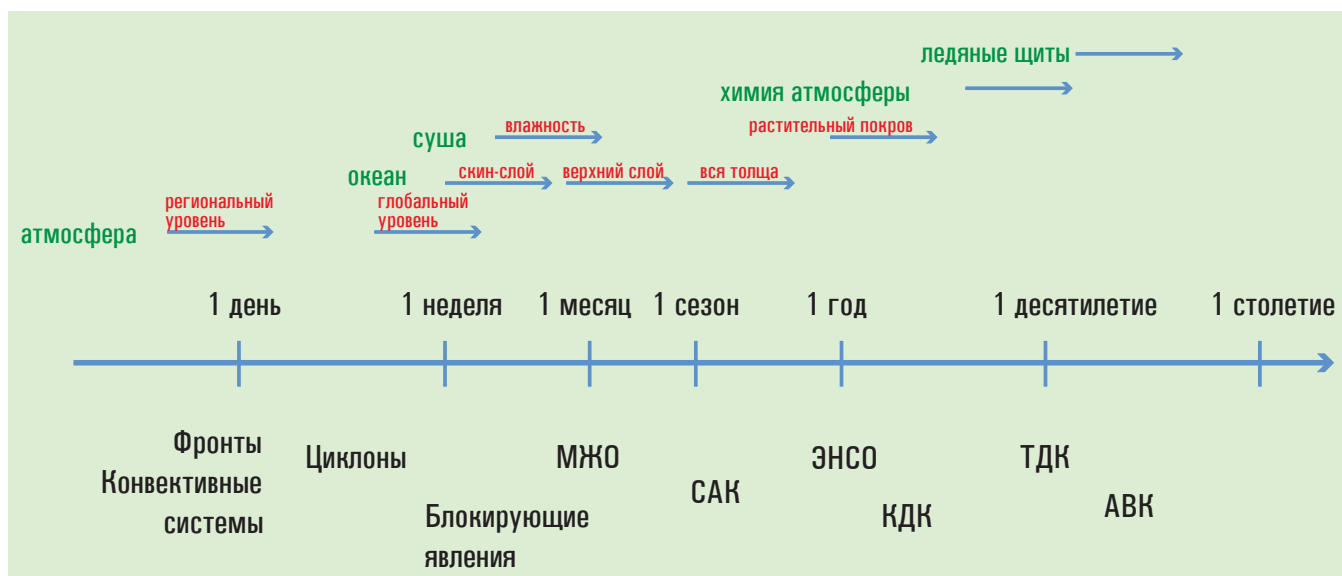 ледяные щиты
химия атмосферы
растительный покров
влажность
суша
океан
скин-слой
верхний слой
вся толща
атмосфера
региональный
уровень
глобальный
уровень
1 день
1 неделя
1 месяц
1 сезон
1 год
1 десятилетие
1 столетие
Фронты
Конвективные
системы
Циклоны
Блокирующие
явления
МЖО
САК
ЭНСО
КДК
ТДК
АВК